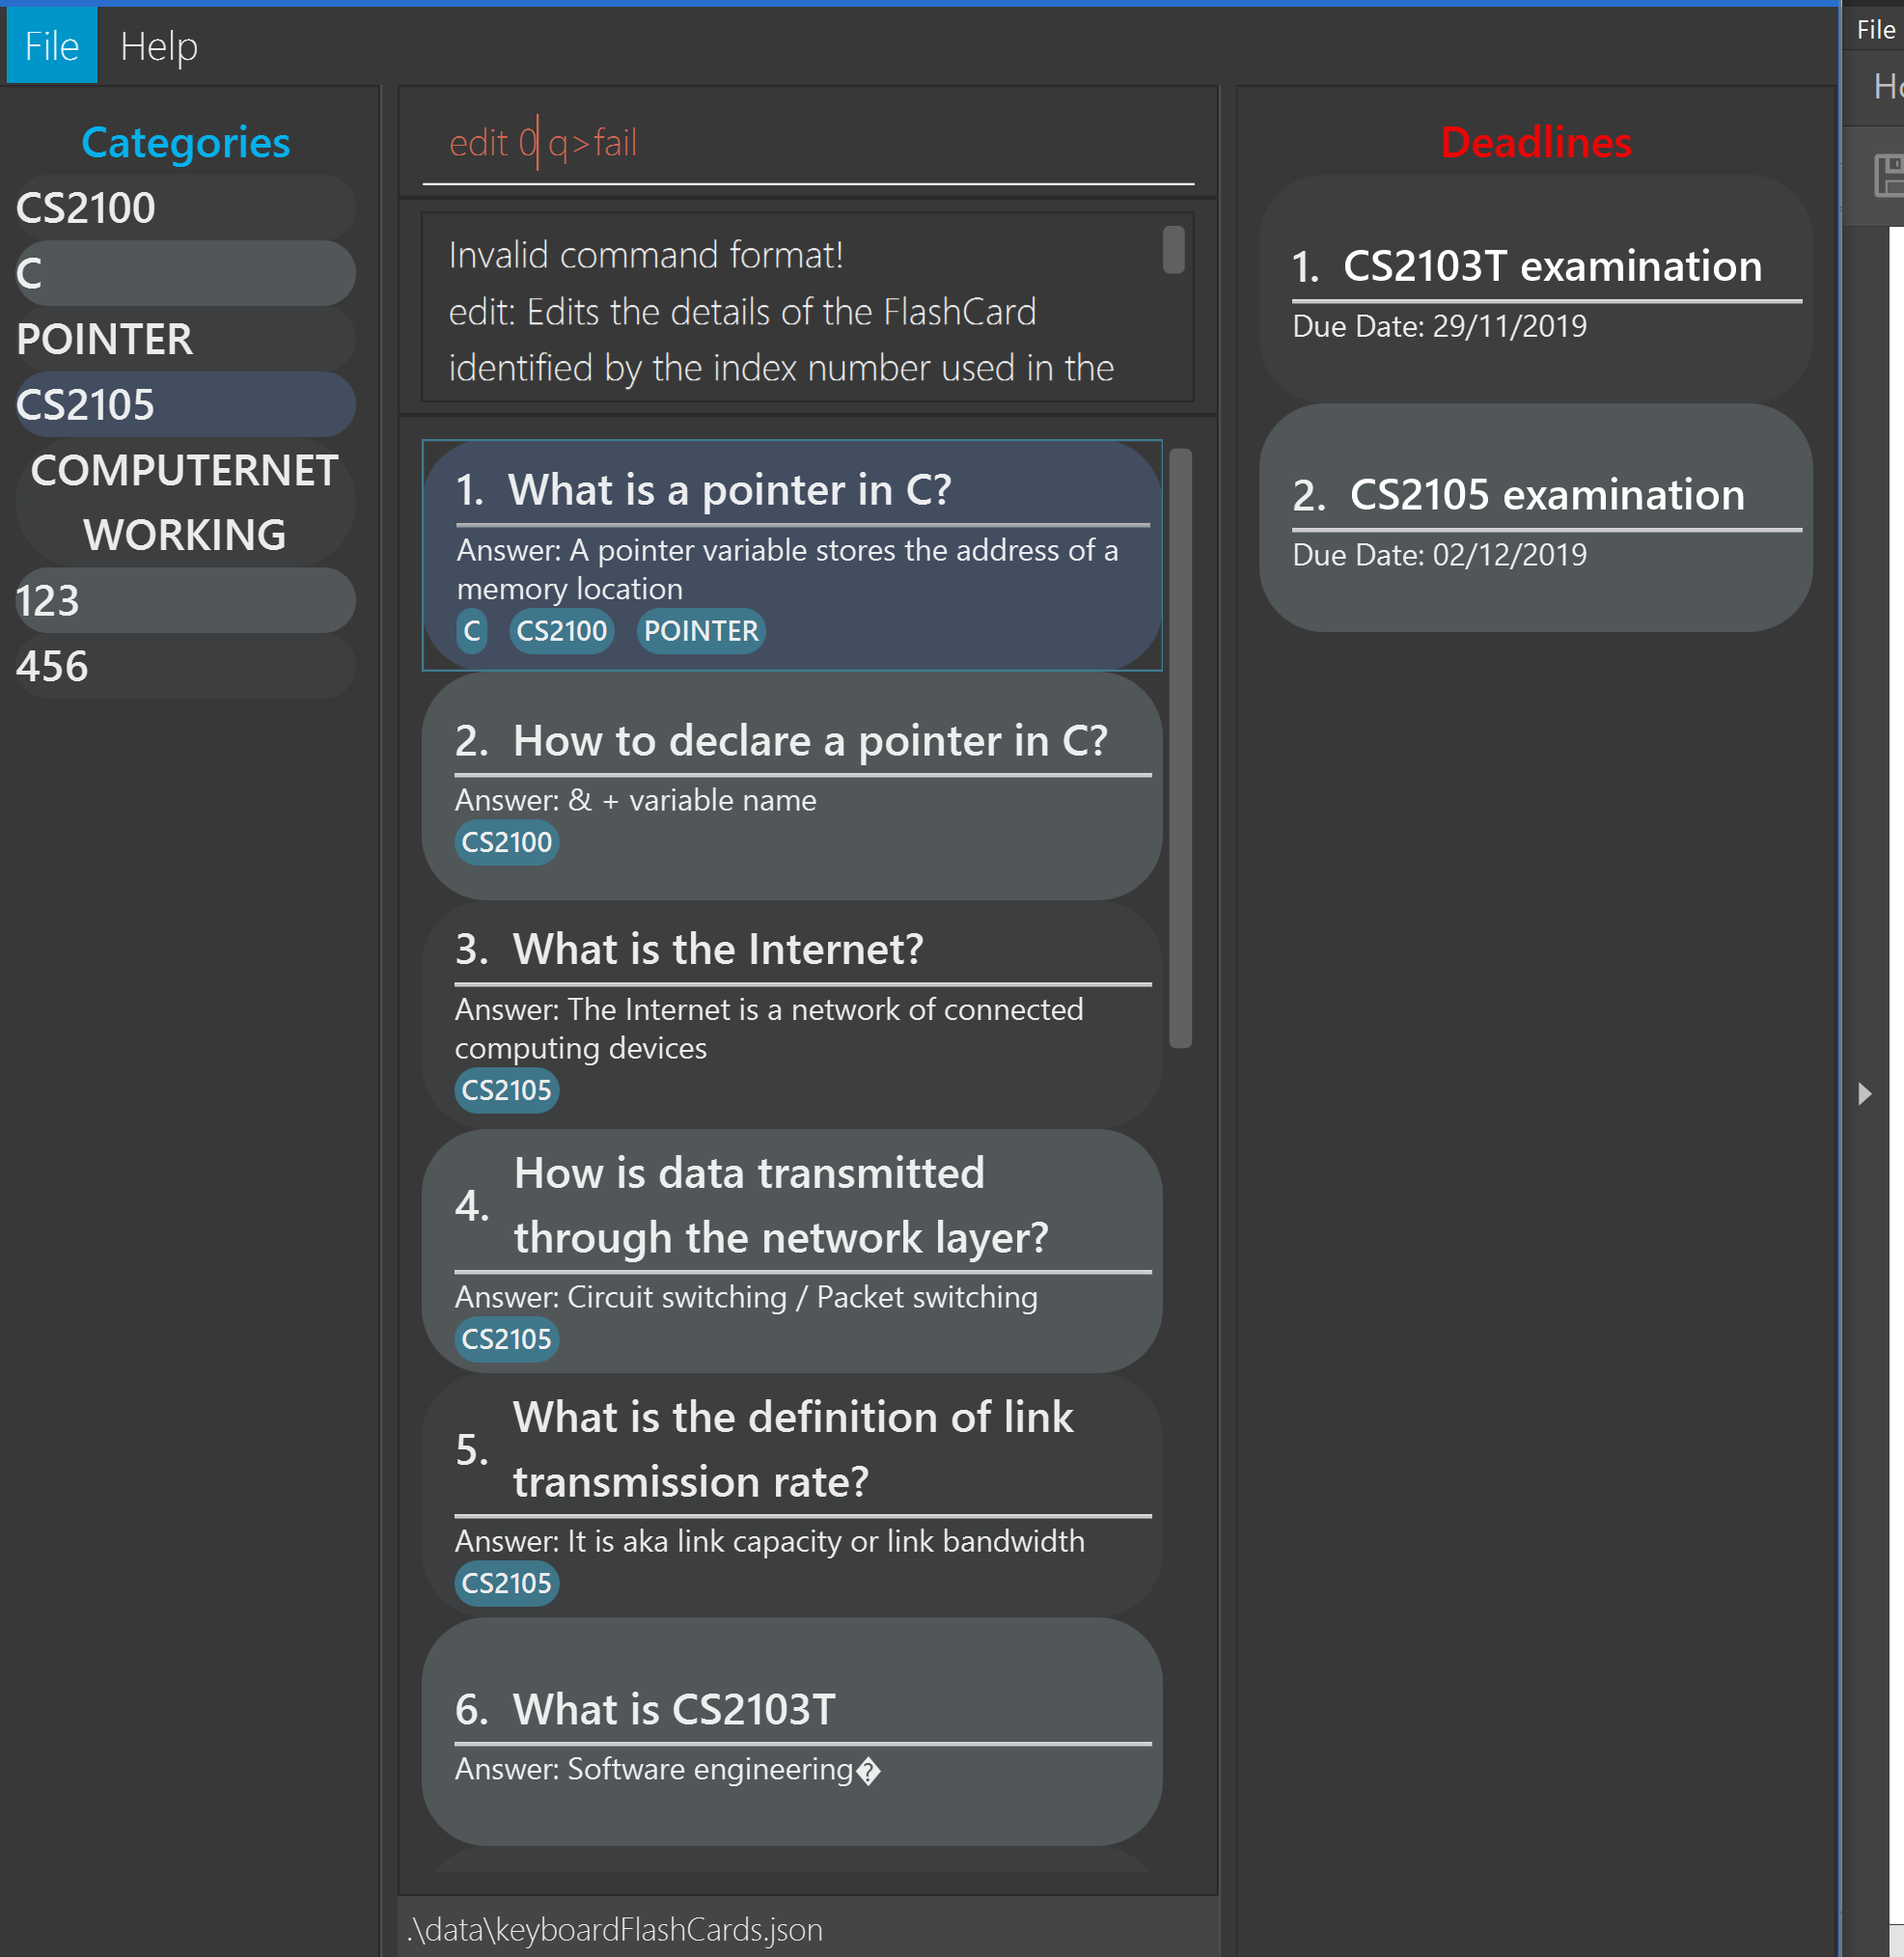 File Help
Categories
CS2100
C
POINTER
CS2105
COMPUTERNET
WORKING
123
456
edit 0 q>fail
Invalid command format!
edit: Edits the details of the FlashCard
identified by the index number used in the
1. What is a pointer in C?
Answer: A pointer variable stores the address of a
memory location
C CS2100 POINTER
2. How to declare a pointer in C?
Answer: & + variable name
CS2100
3. What is the Internet?
Answer: The Internet is a network of connected
computing devices
CS2105
4. How is data transmitted
through the network layer?
Answer: Circuit switching / Packet switching
CS2105
5. What is the definition of link
transmission rate?
Answer: It is aka link capacity or link bandwidth
CS2105
6. What is CS2103T
Answer: Software engineering�
.\data\keyboardFlashCards.json
Deadlines
1. CS2103T examination
Due Date: 29/11/2019
2. CS2105 examination
Due Date: 02/12/2019
File